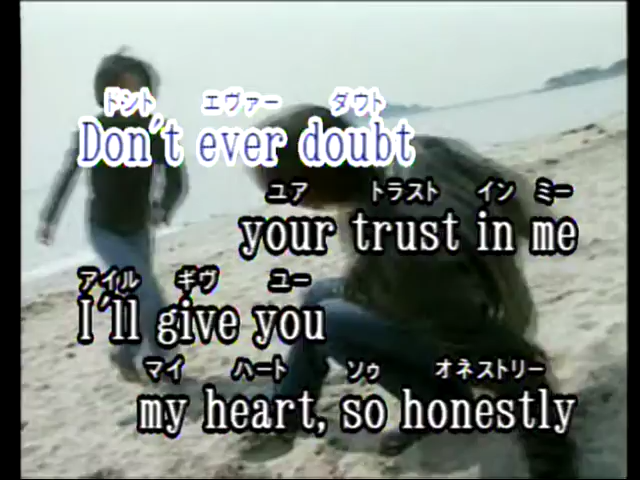 ドント エヴァー ダウト
Don't ever doubt
ユア トラスト イン ミー
your trust in me
アイル ギヴ ユー
I'll give you
マイ ハート ソゥ オネストリー
my heart, so honestly